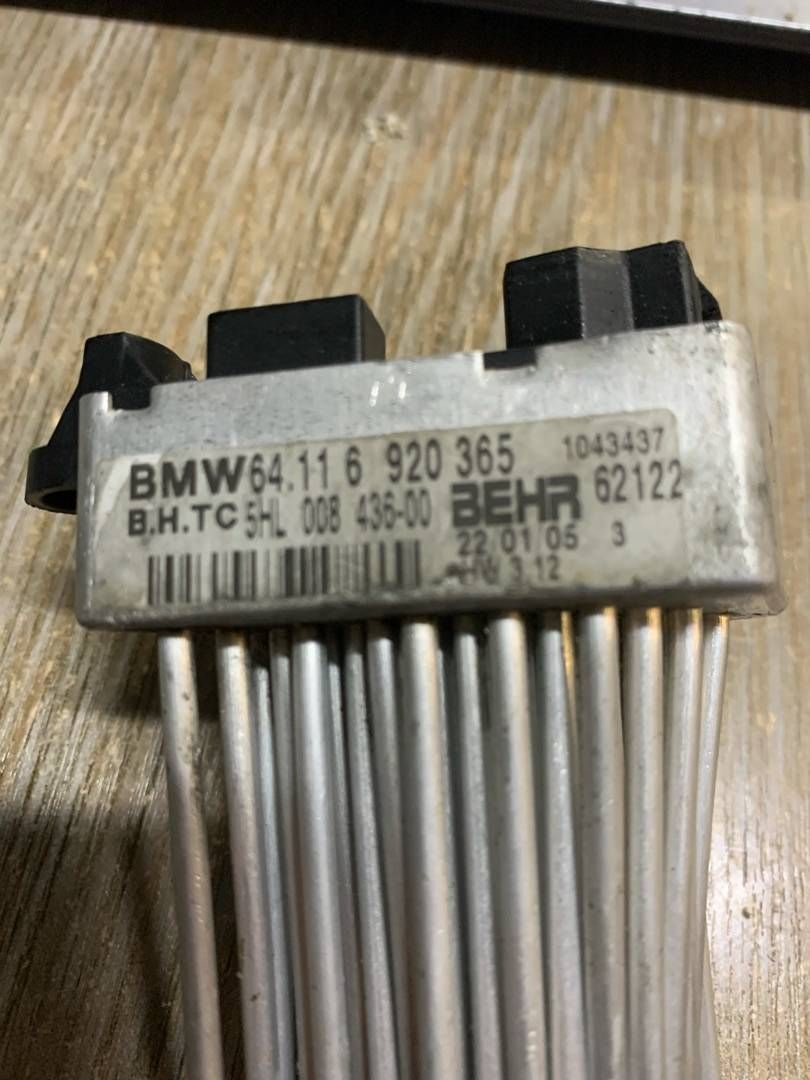 BMW 64.11 6 920 365 1043437
B.H.TC 5HL 008 436-00 BEHR 62122
22 01 05 3
3.12